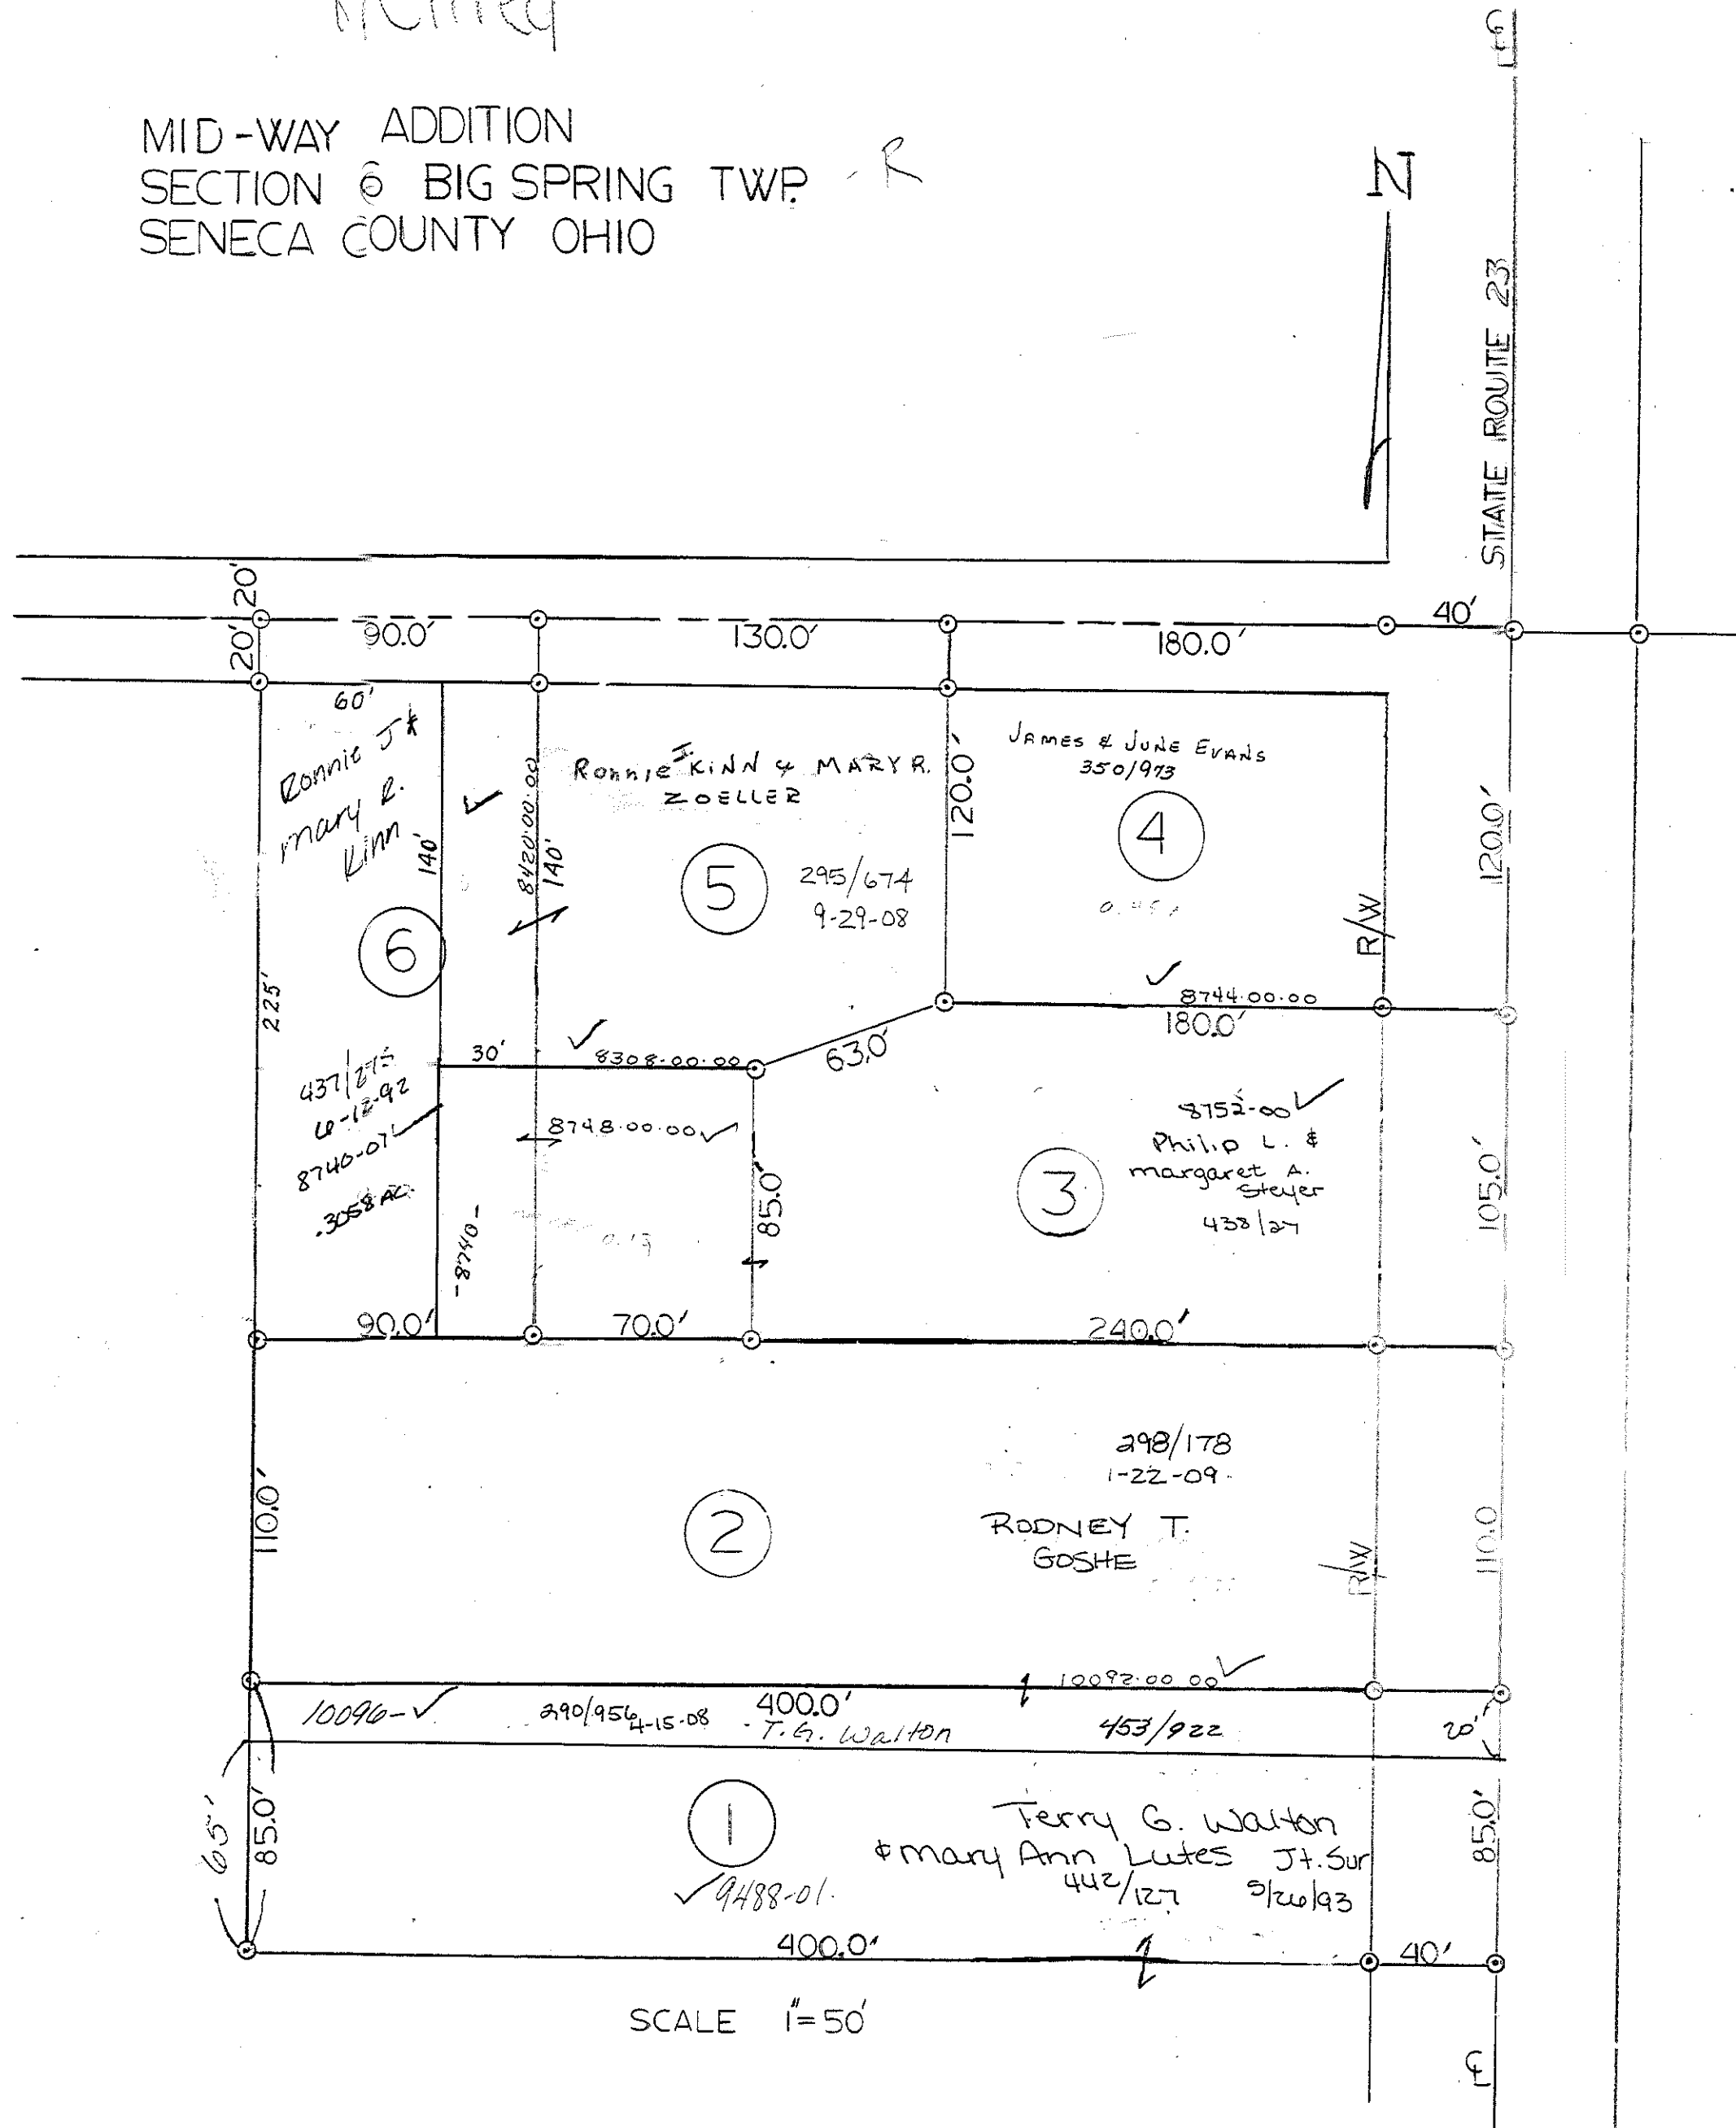 MID-WAY ADDITION
SECTION 6 BIG SPRING TWP. - R
SENECA COUNTY OHIO
N
STATE ROUTE 23
20'
20'
90.0'
130.0'
180.0'
40'
60'
Ronnie J &
Mary R.
Kinn
140'
225'
6
437/275
6-12-92
8740-07
.3058 AC.
-8740-
8420.00.00
140'
Ronnie J. KINN & MARY R.
ZOELLER
5
295/674
9-29-08
120.0'
JAMES & JUNE EVANS
350/973
4
R/W
120.0'
8744.00.00
180.0'
30'
8308-00.00
63.0'
8748.00.00
85.0'
3
8752-00
Philip L. &
Margaret A.
Steyer
438/27
105.0'
90.0'
70.0'
240.0'
110.0'
2
298/178
1-22-09
RODNEY T.
GOSHE
R/W
110.0
10092.00.00
10096-
290/956 4-15-08
400.0'
T.G. Walton
453/922
20'
65'
85.0'
1
9488-01.
Terry G. Walton
& Mary Ann Lutes Jt. Sur
442/127 5/26/93
85.0'
400.0'
40'
SCALE 1"=50'